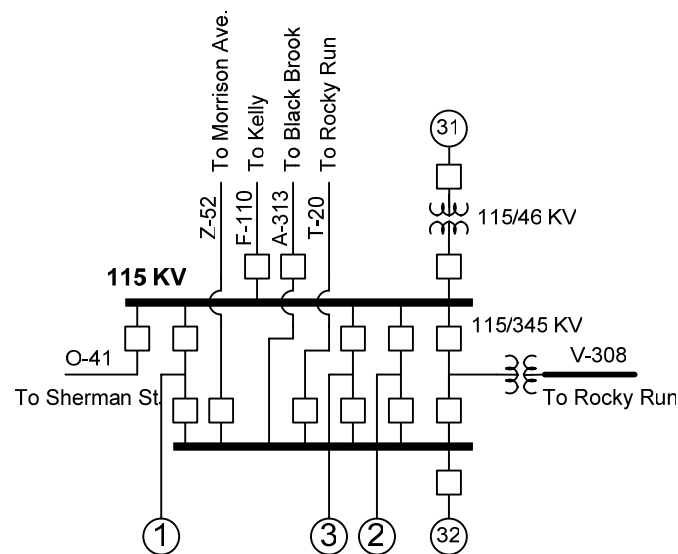 To Morrison Ave.
To Kelly
To Black Brook
To Rocky Run
Z-52
F-110
A-313
T-20
31
115/46 KV
115 KV
115/345 KV
O-41
V-308
To Sherman St.
To Rocky Run
1
3
2
32